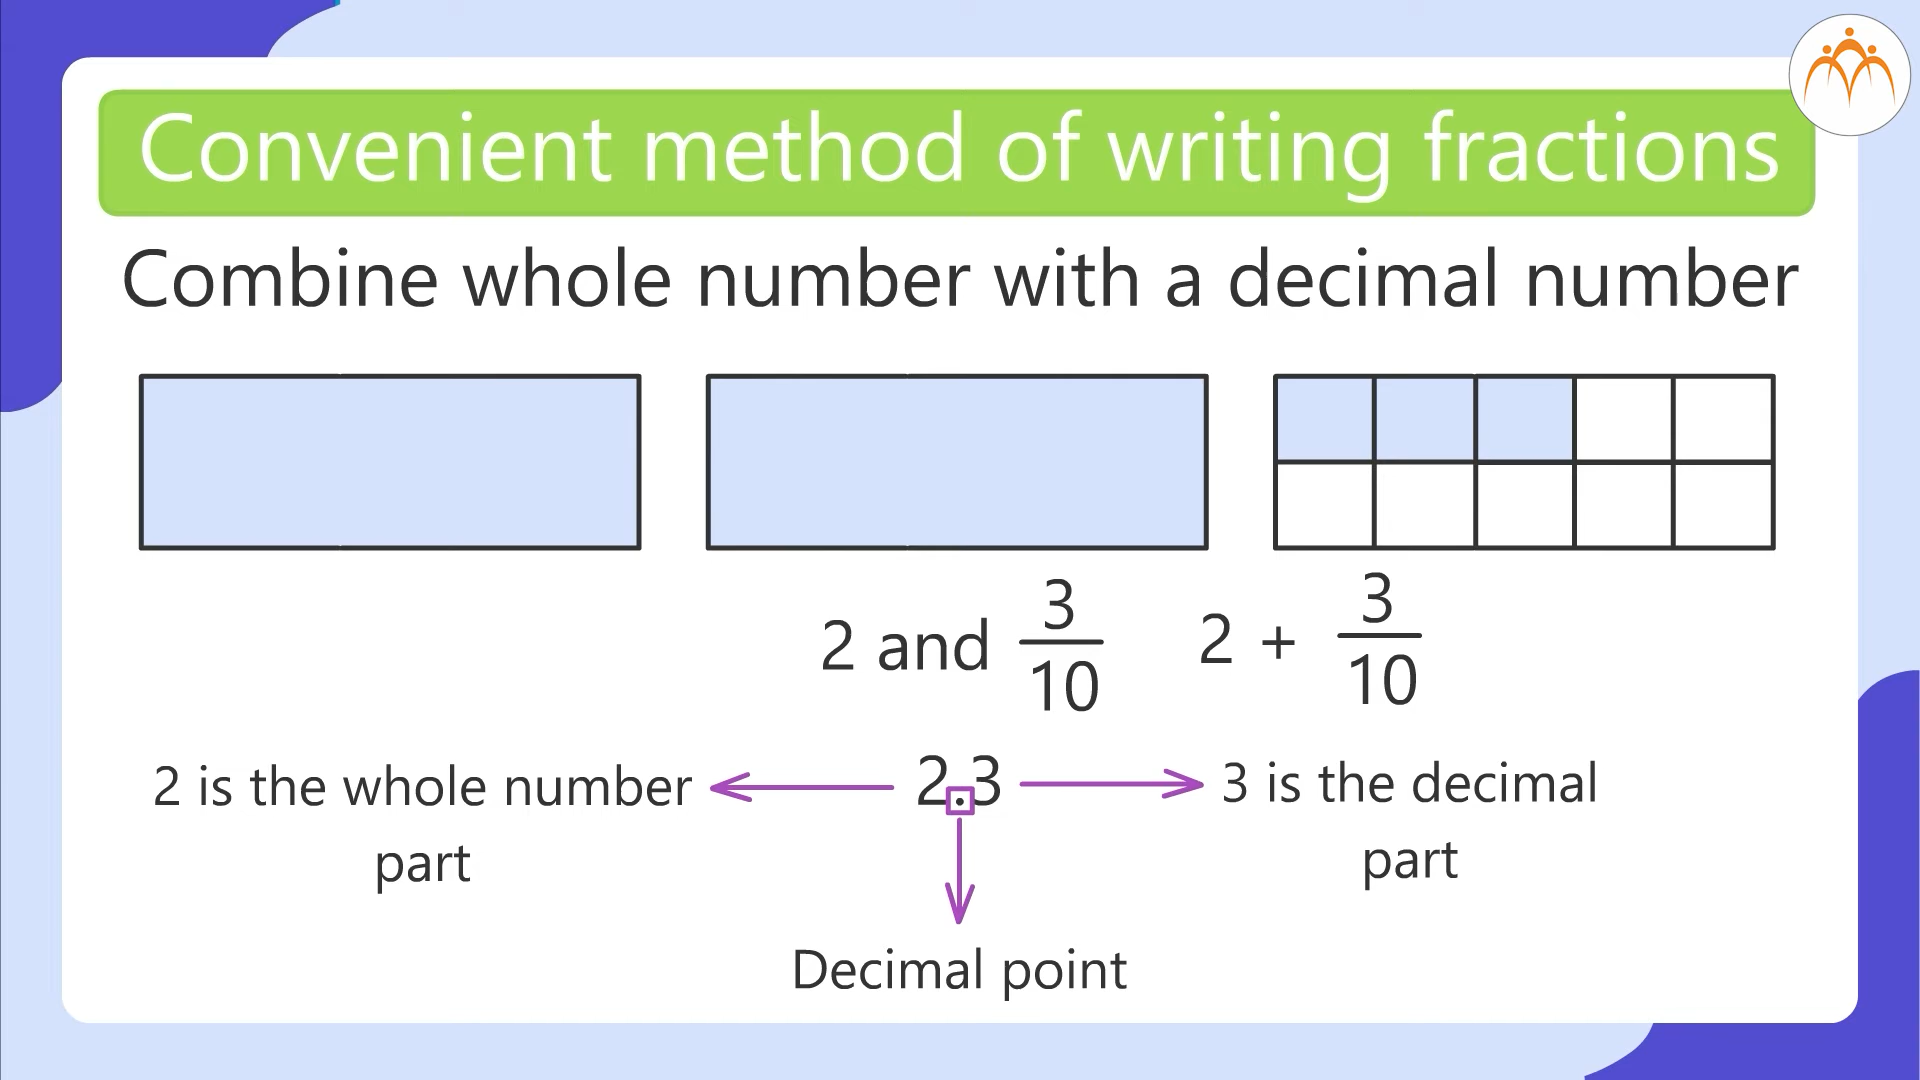 Convenient method of writing fractions
Combine whole number with a decimal number
2 and 3/10 2 + 3/10
2 is the whole number part
2.3
3 is the decimal part
Decimal point